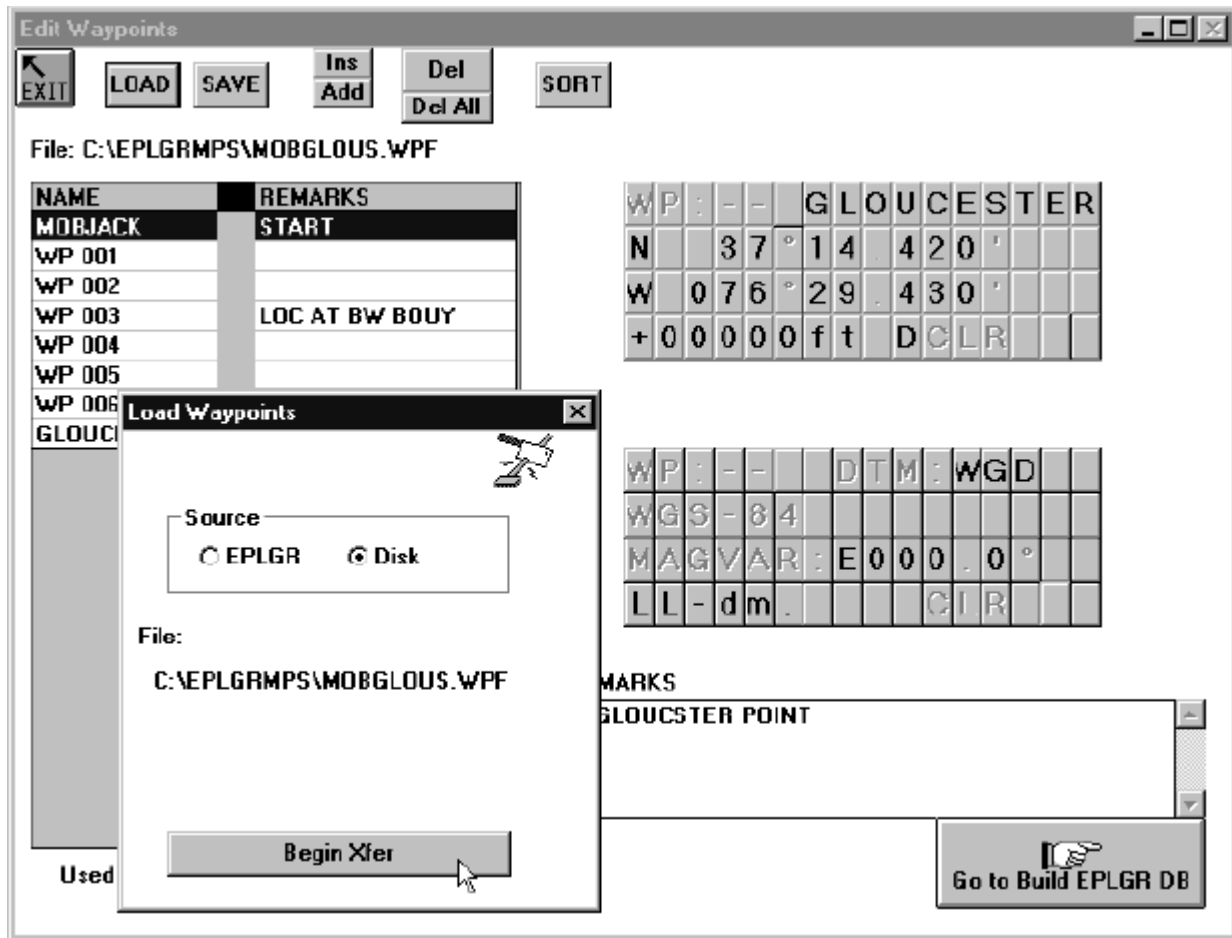 Edit Waypoints
EXIT LOAD SAVE Ins Add Del Del All SORT
File: C:\EPLGRMPS\MOBGLOUS.WPF
NAME REMARKS
MOBJACK START
WP 001
WP 002
WP 003 LOC AT BW BOUY
WP 004
WP 005
WP 006
GLOUC
WP:-- GLOUCESTER
N 37°14.420'
W 076°29.430'
+00000ft D CLR
WP:-- DTM:WGD
WGS-84
MAGVAR:E000.0°
LL-dm. CLR
Load Waypoints
Source
EPLGR Disk
File:
C:\EPLGRMPS\MOBGLOUS.WPF
Begin Xfer
MARKS
GLOUCSTER POINT
Used
Go to Build EPLGR DB